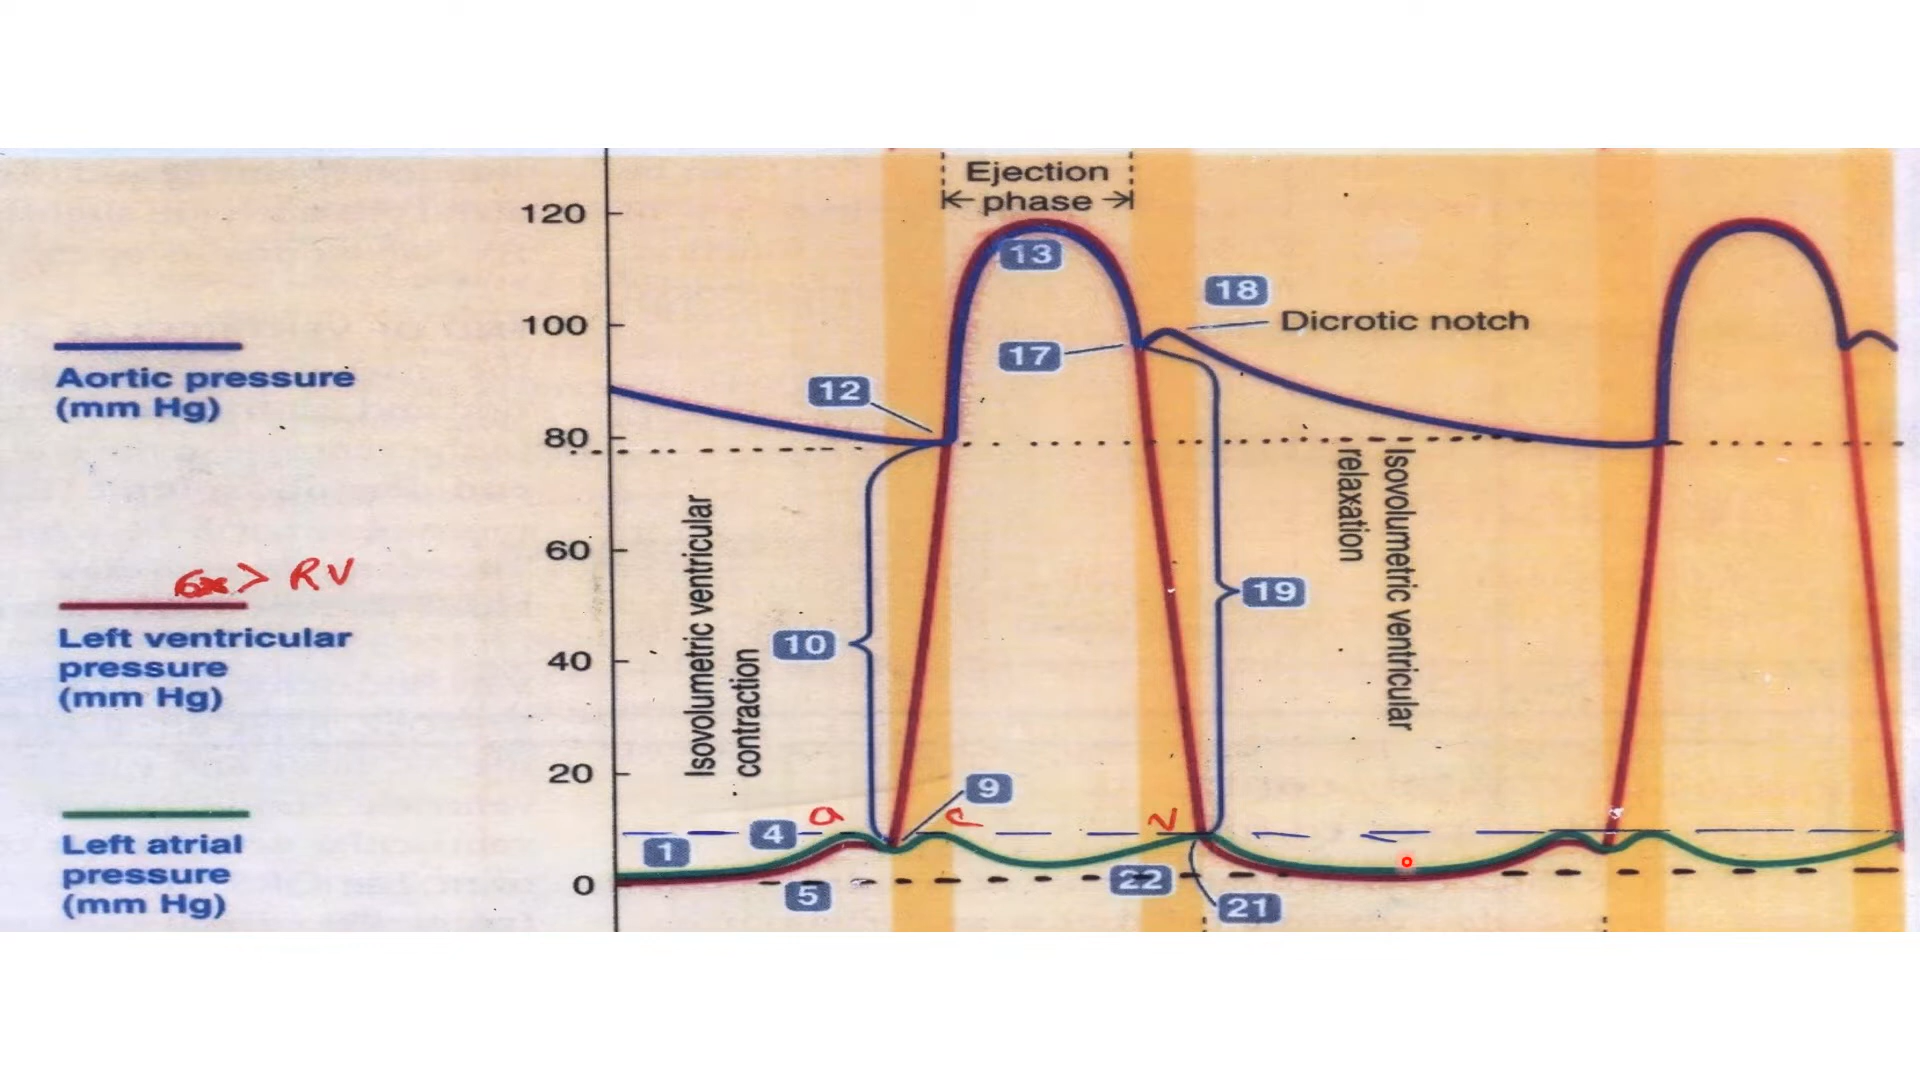 Ejection
phase
120
13
18
100
Dicrotic notch
17
Aortic pressure
(mm Hg)
12
80
Isovolumetric ventricular
relaxation
60
6x> RV
19
Isovolumetric ventricular
contraction
Left ventricular
pressure
(mm Hg)
10
40
20
9
a
c
v
4
1
Left atrial
pressure
(mm Hg)
0
5
22
21